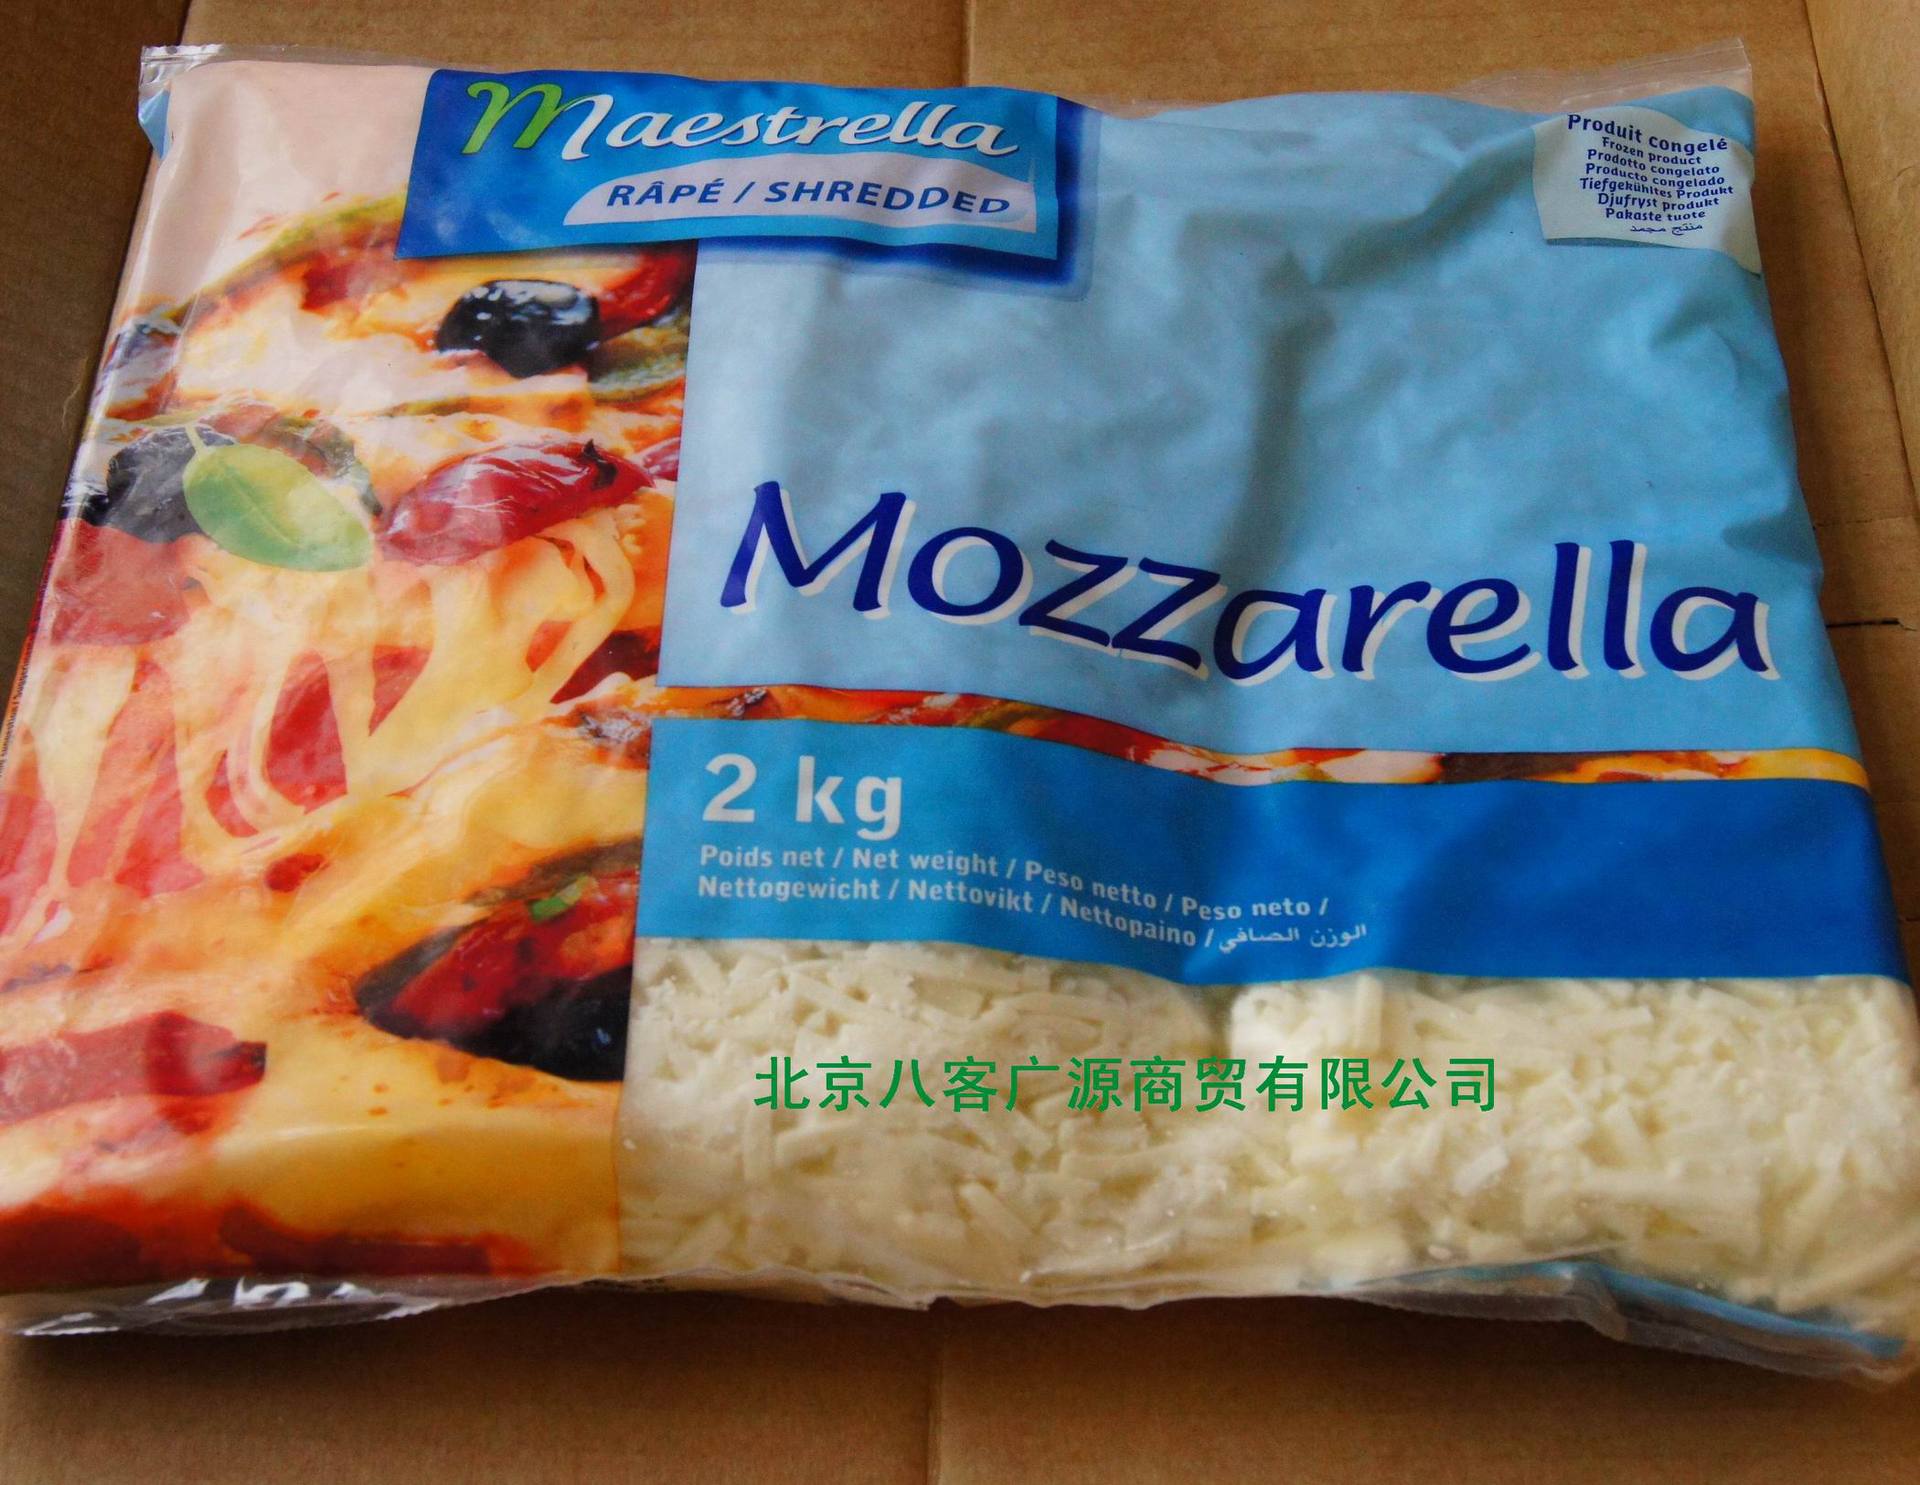 Maestrella
RÂPÉ / SHREDDED
Produit congelé
Frozen product
Prodotto congelato
Producto congelado
Tiefgekühltes Produkt
Djufryst produkt
Pakaste tuote
منتج مجمد
Mozzarella
2 kg
Poids net / Net weight / Peso netto / Peso neto /
Nettogewicht / Nettovikt / Nettopaino / الوزن الصافي
北京八客广源商贸有限公司